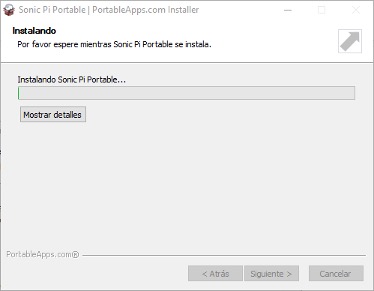 Sonic Pi Portable | PortableApps.com Installer
Instalando
Por favor espere mientras Sonic Pi Portable se instala.
Instalando Sonic Pi Portable...
Mostrar detalles
PortableApps.com®
< Atrás
Siguiente >
Cancelar